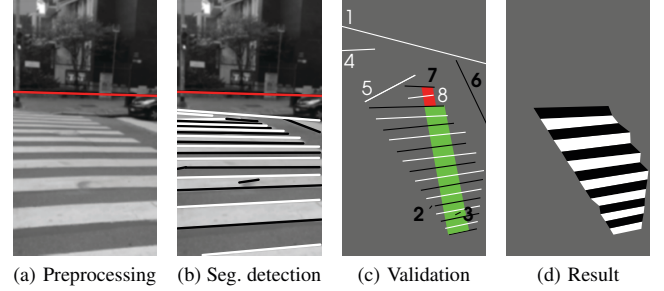 1
4
5
7
6
8
2
3
(a) Preprocessing
(b) Seg. detection
(c) Validation
(d) Result